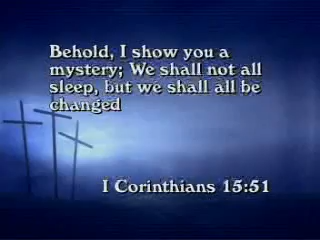 Behold, I show you a
mystery; We shall not all
sleep, but we shall all be
changed
I Corinthians 15:51